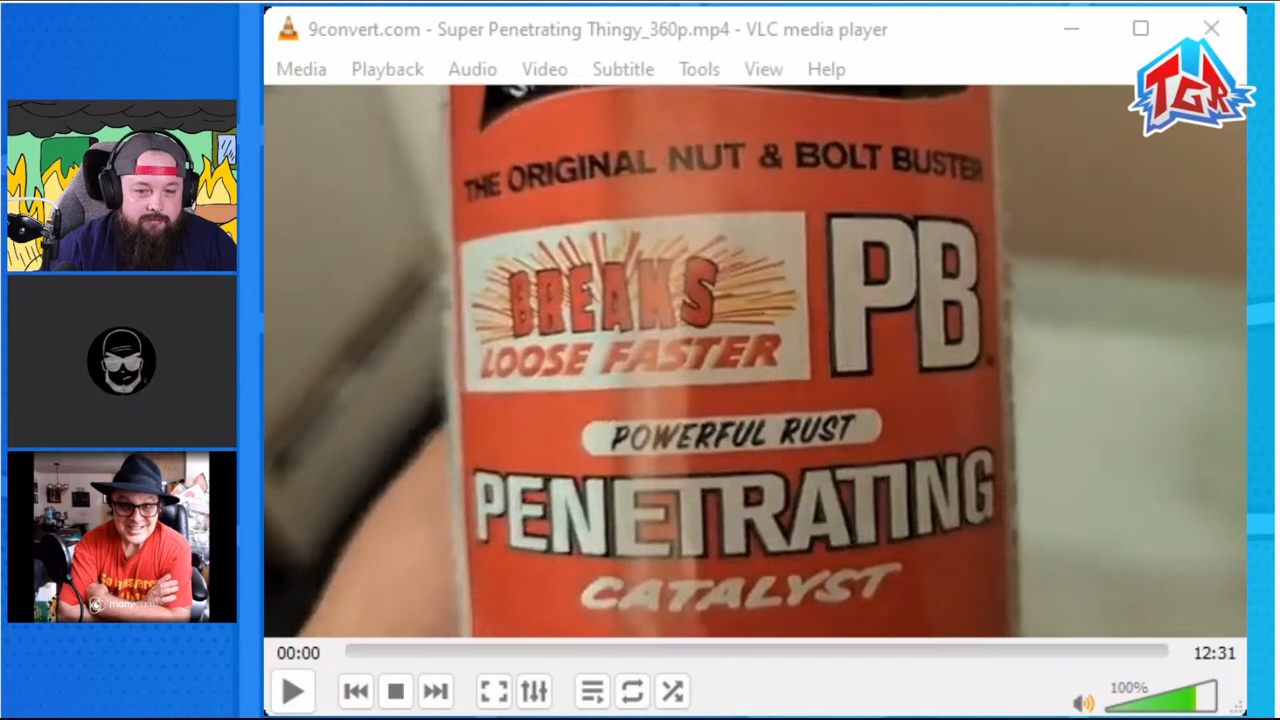 9convert.com - Super Penetrating Thingy_360p.mp4 - VLC media player
Media Playback Audio Video Subtitle Tools View Help
TGR
THE ORIGINAL NUT & BOLT BUSTER
BREAKS
LOOSE FASTER
PB
POWERFUL RUST
PENETRATING
CATALYST
00:00
12:31
100%